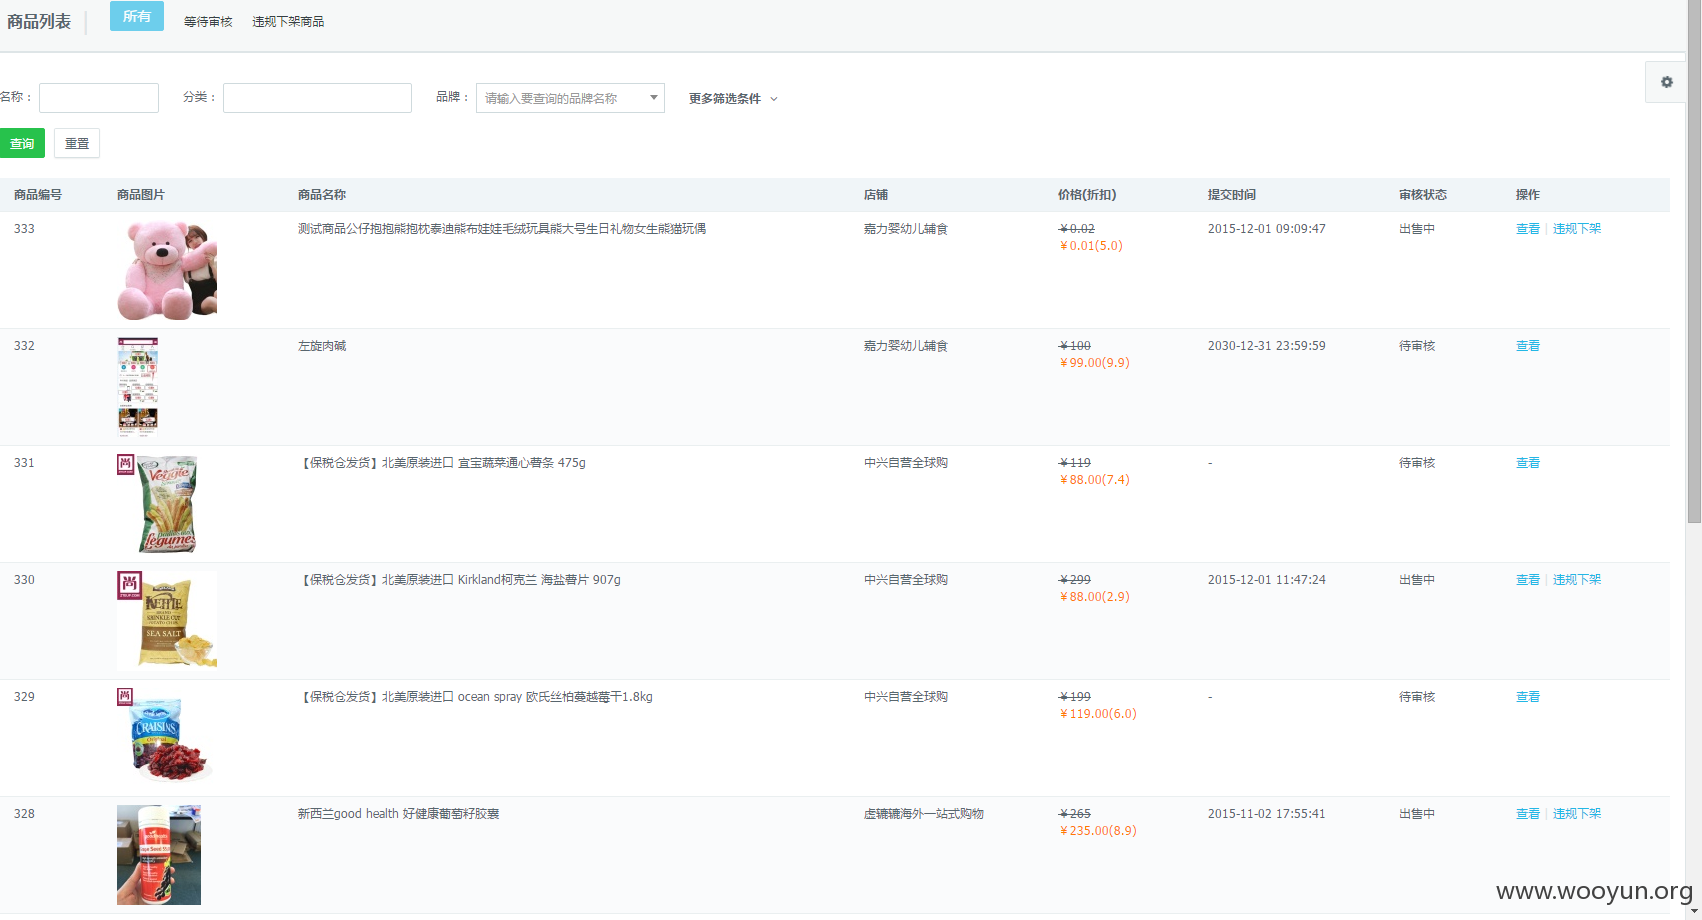 商品列表
所有
等待审核
违规下架商品
名称：
分类：
品牌：
请输入要查询的品牌名称
更多筛选条件
查询
重置
商品编号 商品图片 商品名称 店铺 价格(折扣) 提交时间 审核状态 操作
333 测试商品公仔抱抱熊抱枕泰迪熊布娃娃毛绒玩具熊大号生日礼物女生熊猫玩偶 嘉力婴幼儿辅食 ￥0.02 2015-12-01 09:09:47 出售中 查看 | 违规下架
￥0.01(5.0)
332 左旋肉碱 嘉力婴幼儿辅食 ￥100 2030-12-31 23:59:59 待审核 查看
￥99.00(9.9)
331 【保税仓发货】北美原装进口 宜宝蔬菜通心薯条 475g 中兴自营全球购 ￥119 - 待审核 查看
￥88.00(7.4)
尚
Veggie
légumes
330 【保税仓发货】北美原装进口 Kirkland柯克兰 海盐薯片 907g 中兴自营全球购 ￥299 2015-12-01 11:47:24 出售中 查看 | 违规下架
￥88.00(2.9)
尚
KETTLE
SEA SALT
329 【保税仓发货】北美原装进口 ocean spray 欧氏丝柏蔓越莓干1.8kg 中兴自营全球购 ￥199 - 待审核 查看
￥119.00(6.0)
尚
CRAISINS
328 新西兰good health 好健康葡萄籽胶囊 虚辘辘海外一站式购物 ￥265 2015-11-02 17:55:41 出售中 查看 | 违规下架
￥235.00(8.9)
www.wooyun.org